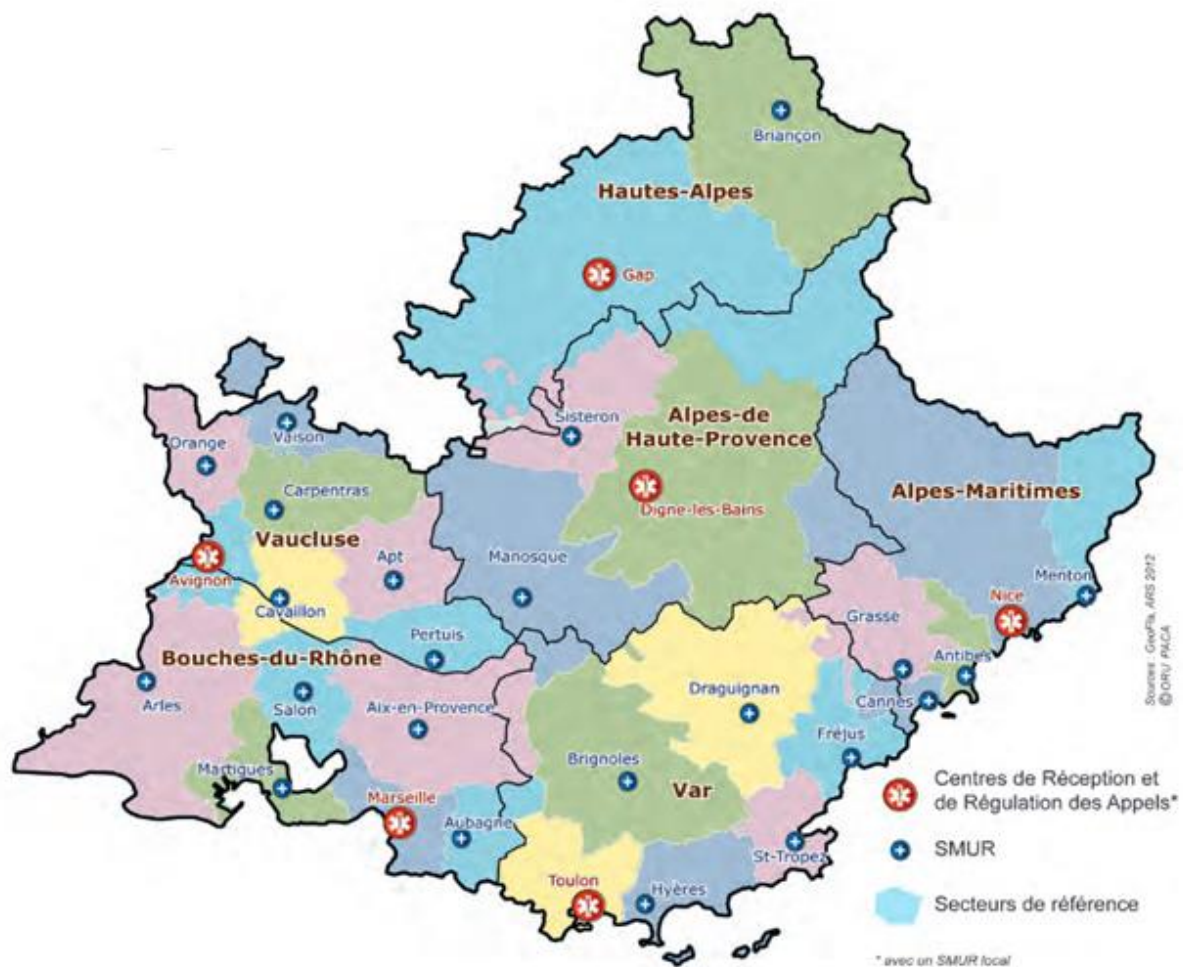 Briançon
Hautes-Alpes
Gap
Sisteron
Alpes-de
Haute-Provence
Digne-les-Bains
Alpes-Maritimes
Orange
Vaison
Carpentras
Vaucluse
Apt
Manosque
Avignon
Cavaillon
Pertuis
Menton
Nice
Grasse
Antibes
Cannes
Bouches-du-Rhône
Arles
Salon
Aix-en-Provence
Draguignan
Fréjus
Martigues
Marseille
Aubagne
Brignoles
Var
St-Tropez
Toulon
Hyères
Sources: GeoFla, ARS 2012
©ORU PACA
Centres de Réception et
de Régulation des Appels*
SMUR
Secteurs de référence
* avec un SMUR local